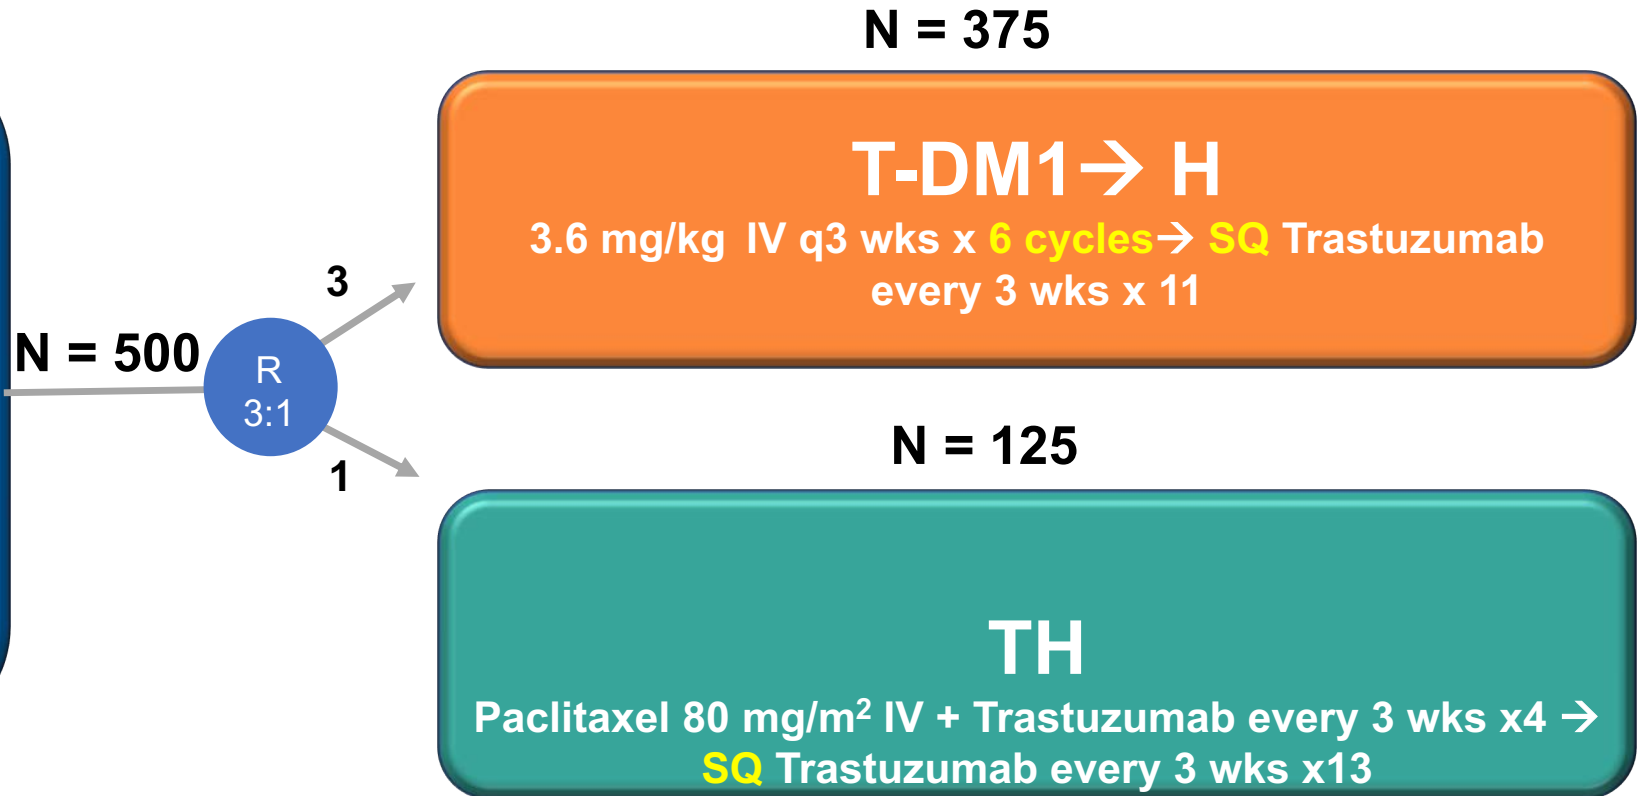 N = 375
T-DM1→ H
3.6 mg/kg IV q3 wks x 6 cycles→ SQ Trastuzumab
every 3 wks x 11
3
N = 500
R
3:1
1
N = 125
TH
Paclitaxel 80 mg/m² IV + Trastuzumab every 3 wks x4 →
SQ Trastuzumab every 3 wks x13